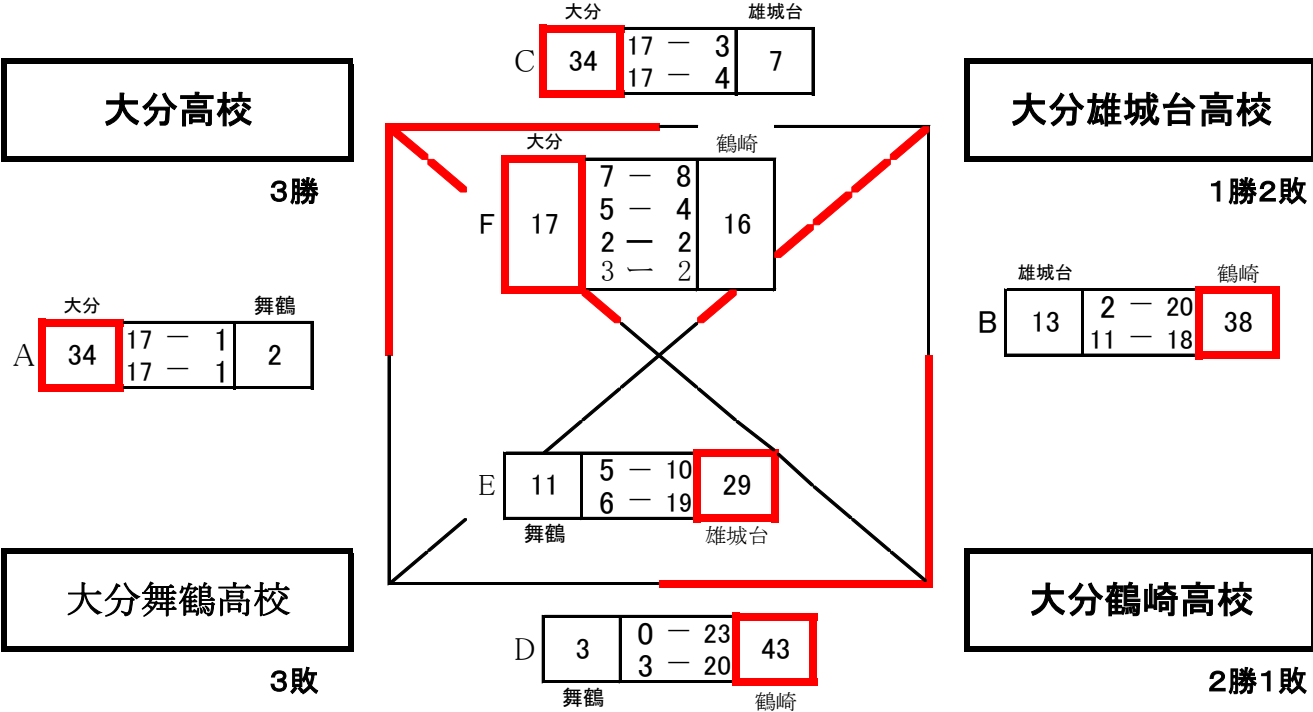 大分 雄城台
C 34 17 － 3 7
17 － 4
大分高校
3勝
大分雄城台高校
1勝2敗
大分 鶴崎
F 17 7 － 8 16
5 － 4
2 － 2
3 － 2
大分 舞鶴
A 34 17 － 1 2
17 － 1
雄城台 鶴崎
B 13 2 － 20 38
11 － 18
E 11 5 － 10 29
6 － 19
舞鶴 雄城台
大分舞鶴高校
3敗
大分鶴崎高校
2勝1敗
D 3 0 － 23 43
3 － 20
舞鶴 鶴崎